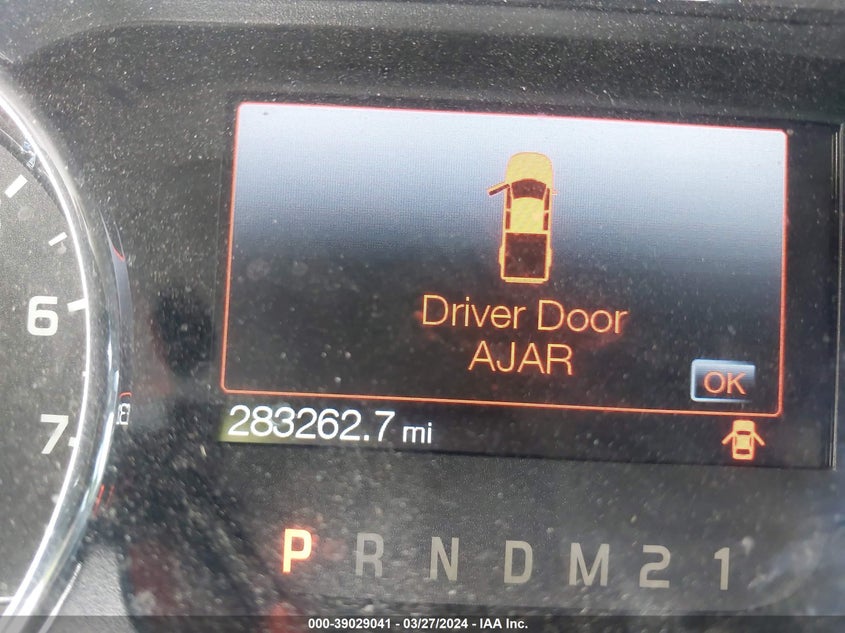 Driver Door
AJAR
OK
6
283262.7 mi
7
P R N D M 2 1
000-39029041 - 03/27/2024 - IAA Inc.